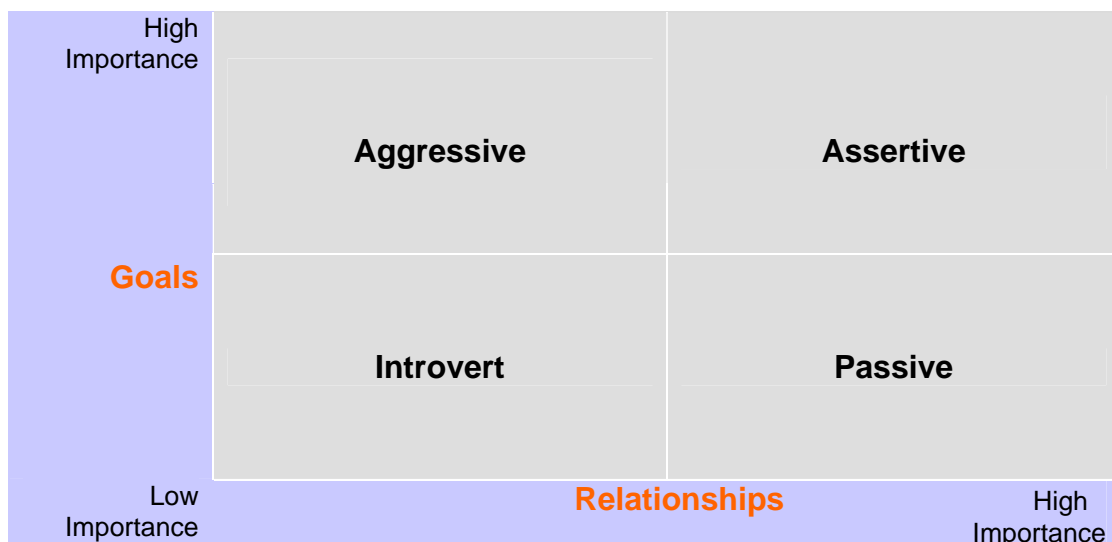 High
Importance
Aggressive
Assertive
Goals
Introvert
Passive
Low
Importance
Relationships
High
Importance